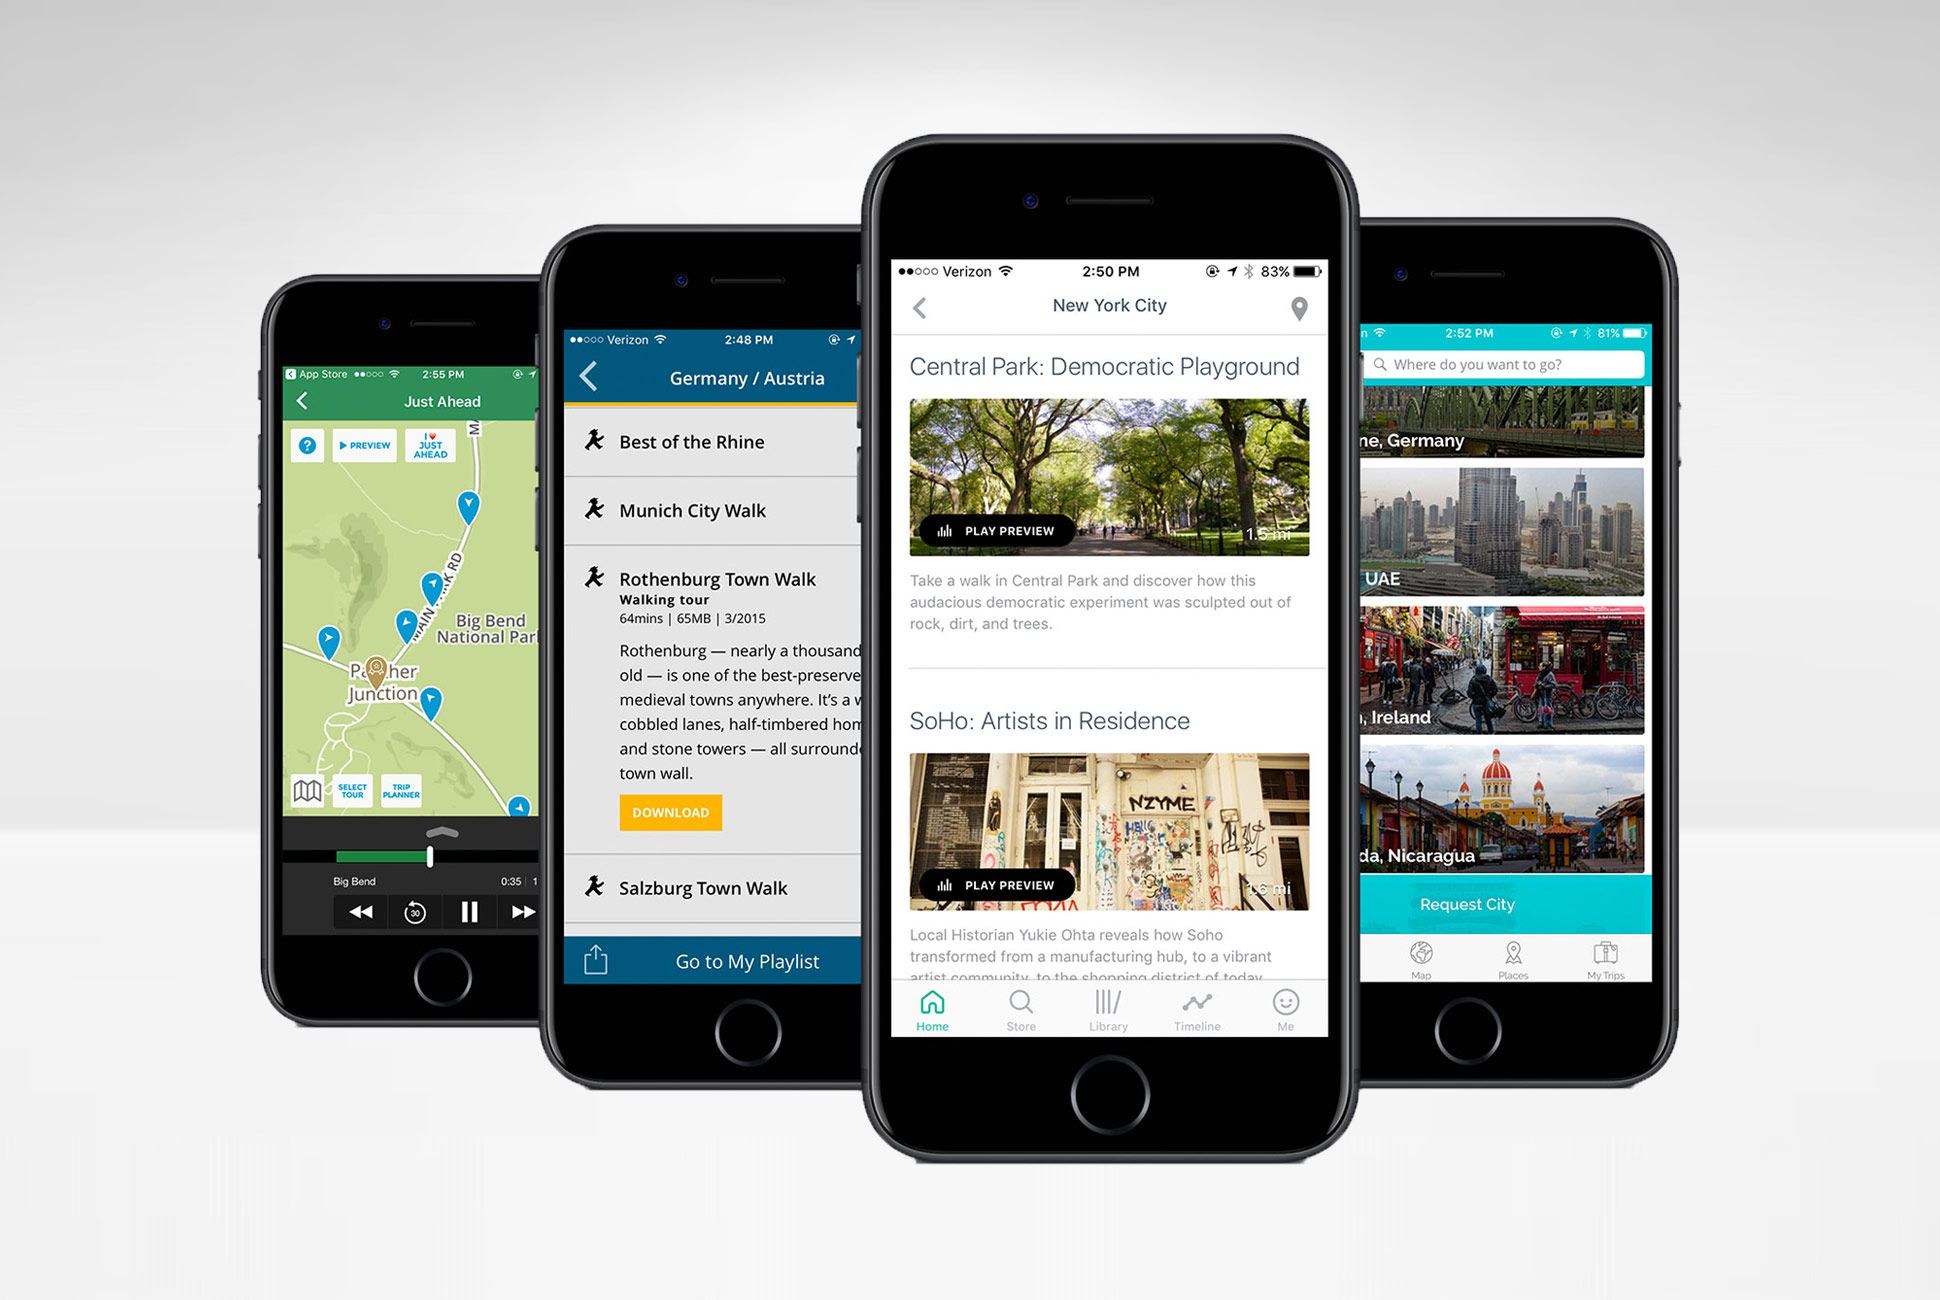 App Store
2:55 PM
Just Ahead
?
PREVIEW
I
JUST
AHEAD
MAIN PARK RD
Big Bend
National Park
Panther
Junction
SELECT
TOUR
TRIP
PLANNER
Big Bend
0:35
30
Verizon
2:48 PM
Germany / Austria
Best of the Rhine
Munich City Walk
Rothenburg Town Walk
Walking tour
64mins | 65MB | 3/2015
Rothenburg — nearly a thousand
old — is one of the best-preserve
medieval towns anywhere. It's a w
cobbled lanes, half-timbered hom
and stone towers — all surround
town wall.
DOWNLOAD
Salzburg Town Walk
Go to My Playlist
Verizon
2:50 PM
83%
New York City
Central Park: Democratic Playground
PLAY PREVIEW
1.5 mi
Take a walk in Central Park and discover how this
audacious democratic experiment was sculpted out of
rock, dirt, and trees.
SoHo: Artists in Residence
NZYME
PLAY PREVIEW
1.6 mi
Local Historian Yukie Ohta reveals how Soho
transformed from a manufacturing hub, to a vibrant
artist community, to the shopping district of today
Home
Store
Library
Timeline
Me
n
2:52 PM
81%
Where do you want to go?
ne, Germany
UAE
, Ireland
da, Nicaragua
Request City
Map
Places
My Trips